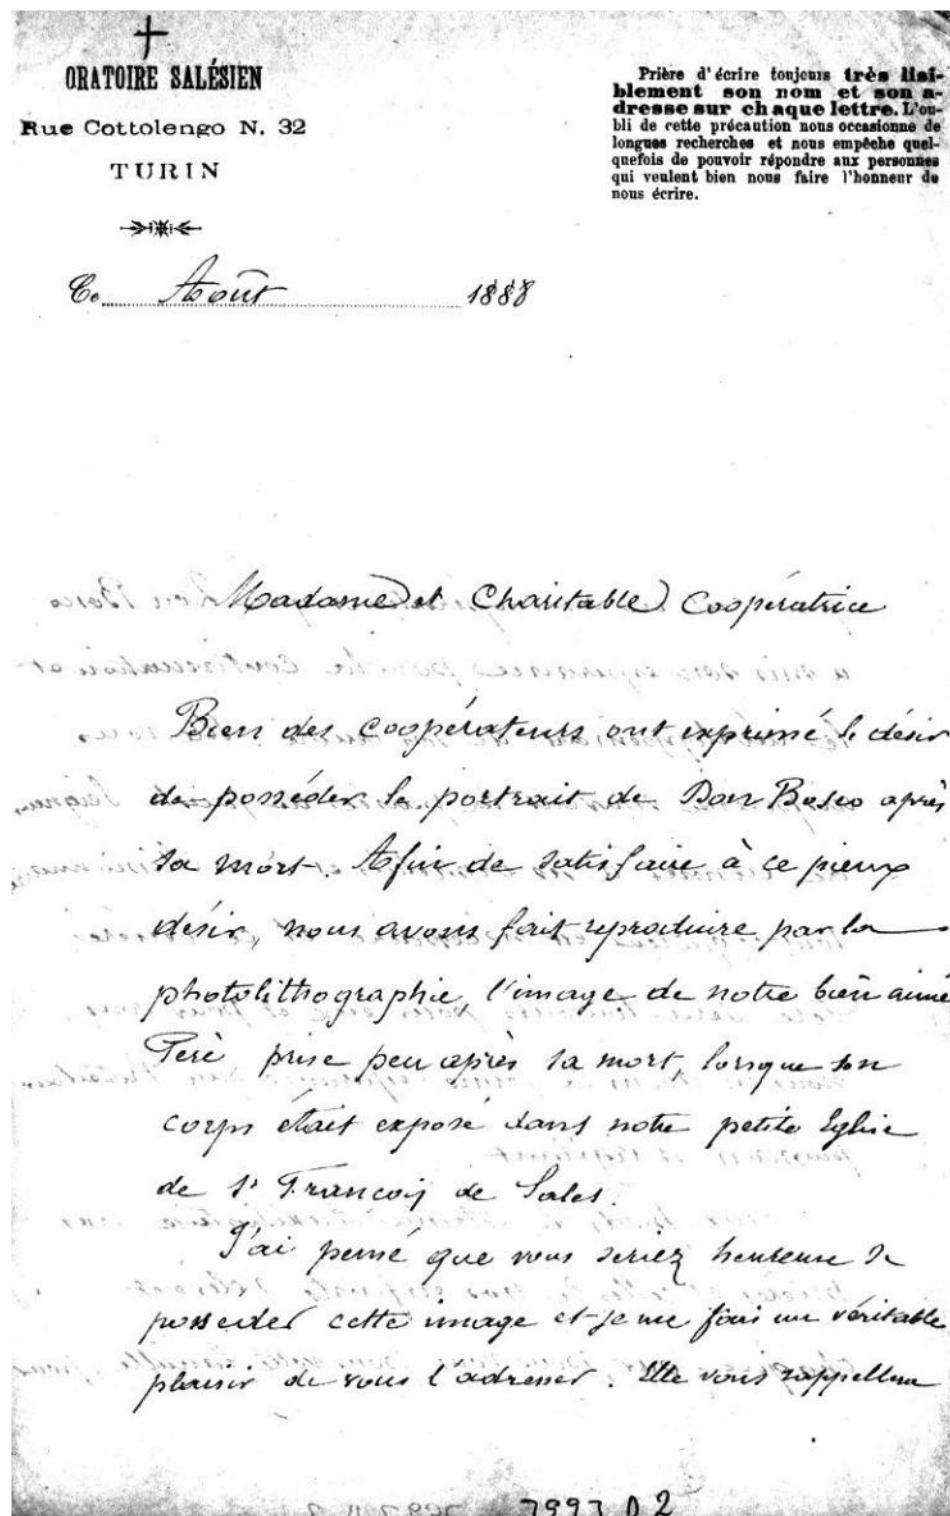 ORATOIRE SALÉSIEN
Rue Cottolengo N. 32
TURIN
Prière d'écrire toujours très lisi-
blement son nom et son a-
dresse sur chaque lettre. L'ou-
bli de cette précaution nous occasionne de
longues recherches et nous empêche quel-
quefois de pouvoir répondre aux personnes
qui veulent bien nous faire l'honneur de
nous écrire.
Ce Août 1888
Madame et Charitable Coopératrice
Bien des coopérateurs ont exprimé le désir
de posséder le portrait de Don Bosco après
sa mort. Afin de satisfaire à ce pieux
désir, nous avons fait reproduire par la
photolithographie, l'image de notre bien aimé
Père prise peu après sa mort, lorsque son
corps était exposé dans notre petite Eglise
de St François de Sales.
J'ai pensé que vous seriez heureuse de
posseder cette image et je me fais un véritable
plaisir de vous l'adresser. Elle vous rappellera
7997 D 2